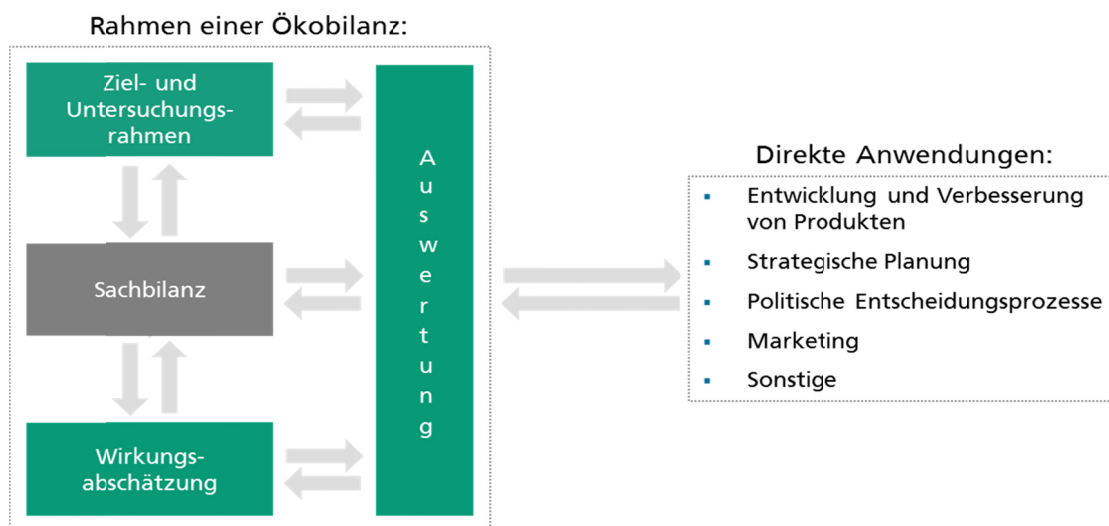 Rahmen einer Ökobilanz:
Ziel- und
Untersuchungs-
rahmen
Sachbilanz
Wirkungs-
abschätzung
Auswertung
Direkte Anwendungen:
▪ Entwicklung und Verbesserung
von Produkten
▪ Strategische Planung
▪ Politische Entscheidungsprozesse
▪ Marketing
▪ Sonstige